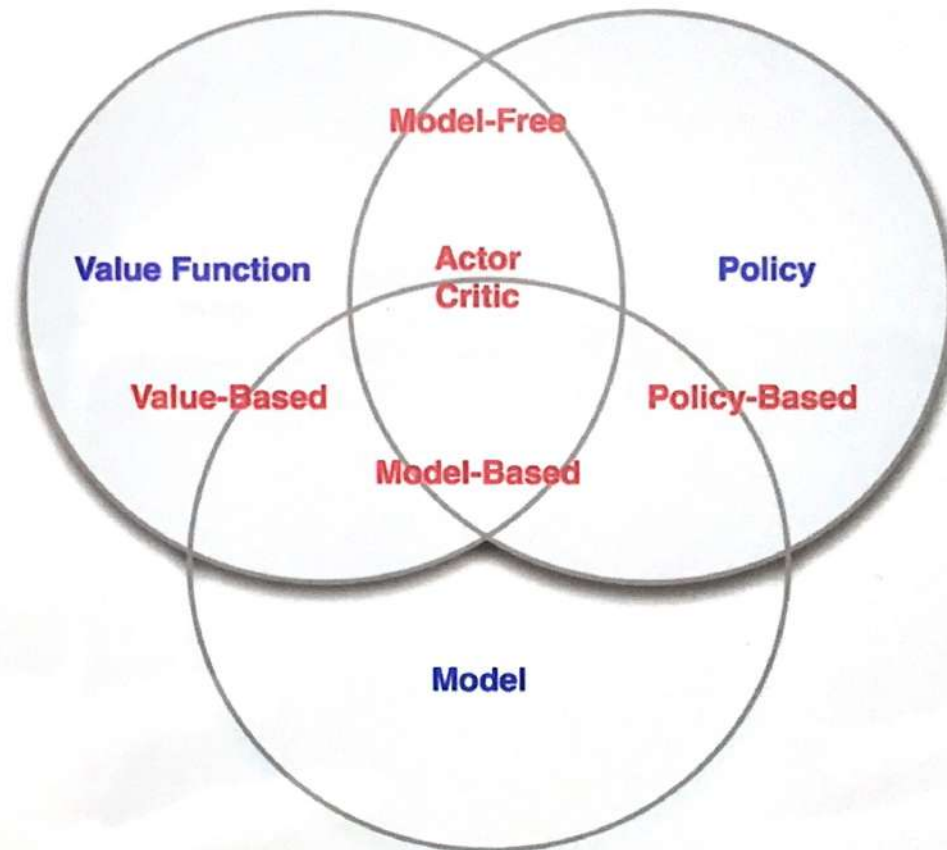 Model-Free
Value Function
Actor
Critic
Policy
Value-Based
Policy-Based
Model-Based
Model